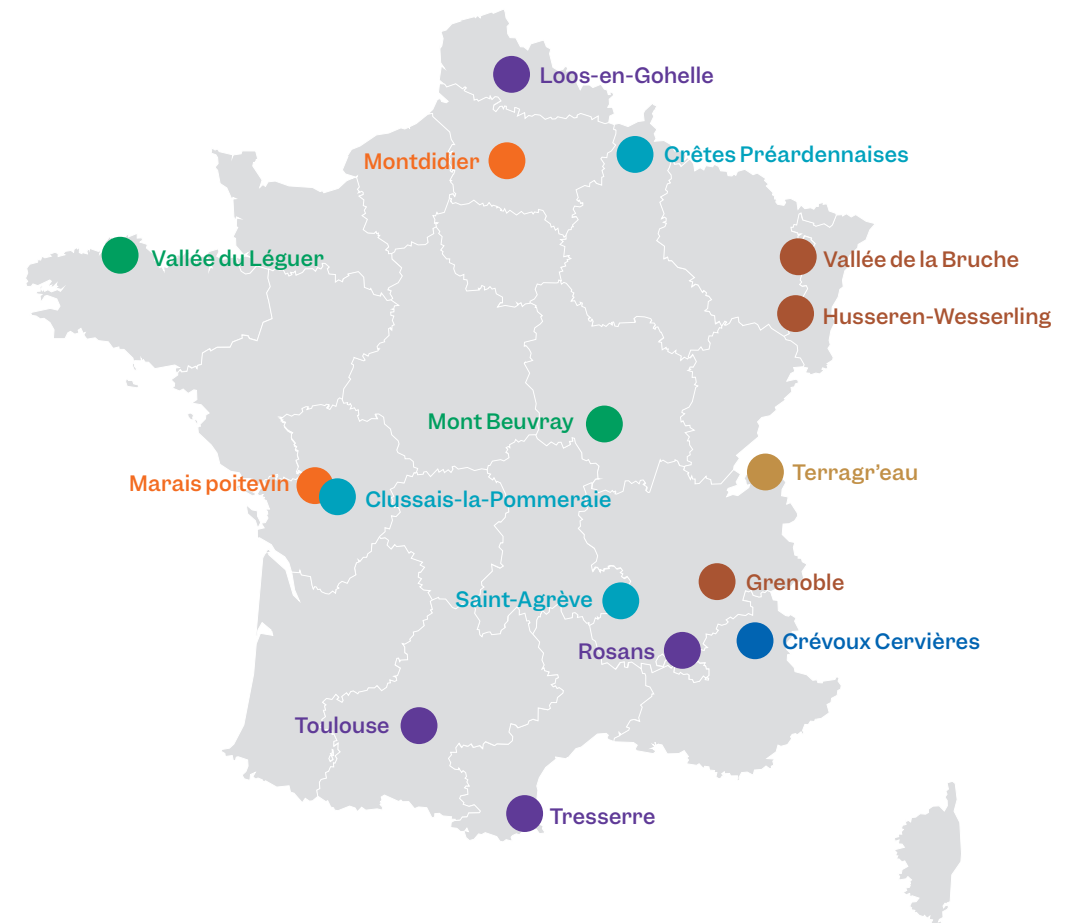 Loos-en-Gohelle
Montdidier
Crêtes Préardennaises
Vallée du Léguer
Vallée de la Bruche
Husseren-Wesserling
Mont Beuvray
Terragr’eau
Marais poitevin
Clussais-la-Pommeraie
Grenoble
Saint-Agrève
Crévoux Cervières
Rosans
Toulouse
Tresserre